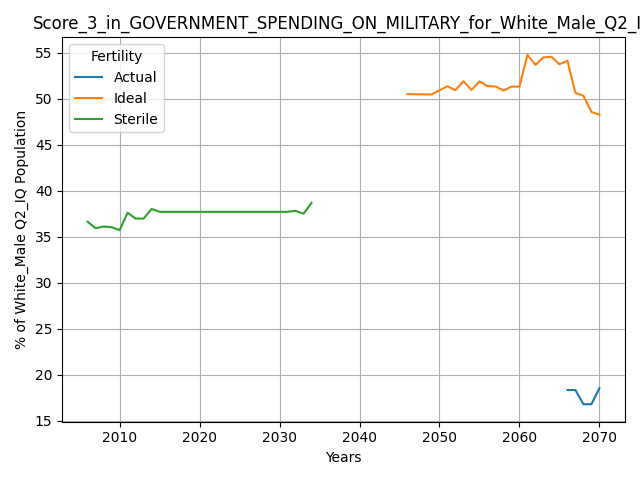 Score_3_in_GOVERNMENT_SPENDING_ON_MILITARY_for_White_Male_Q2_I
Fertility
Actual
Ideal
Sterile
% of White_Male Q2_IQ Population
55
50
45
40
35
30
25
20
15
2010 2020 2030 2040 2050 2060 2070
Years